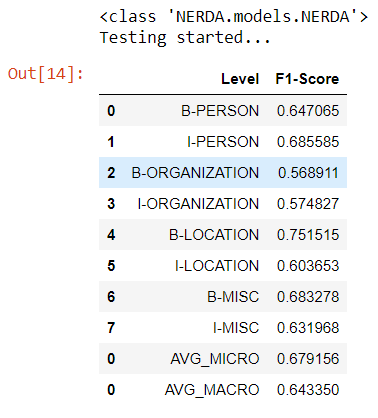 <class 'NERDA.models.NERDA'>
Testing started...
Out[14]:
Level F1-Score
0 B-PERSON 0.647065
1 I-PERSON 0.685585
2 B-ORGANIZATION 0.568911
3 I-ORGANIZATION 0.574827
4 B-LOCATION 0.751515
5 I-LOCATION 0.603653
6 B-MISC 0.683278
7 I-MISC 0.631968
0 AVG_MICRO 0.679156
0 AVG_MACRO 0.643350